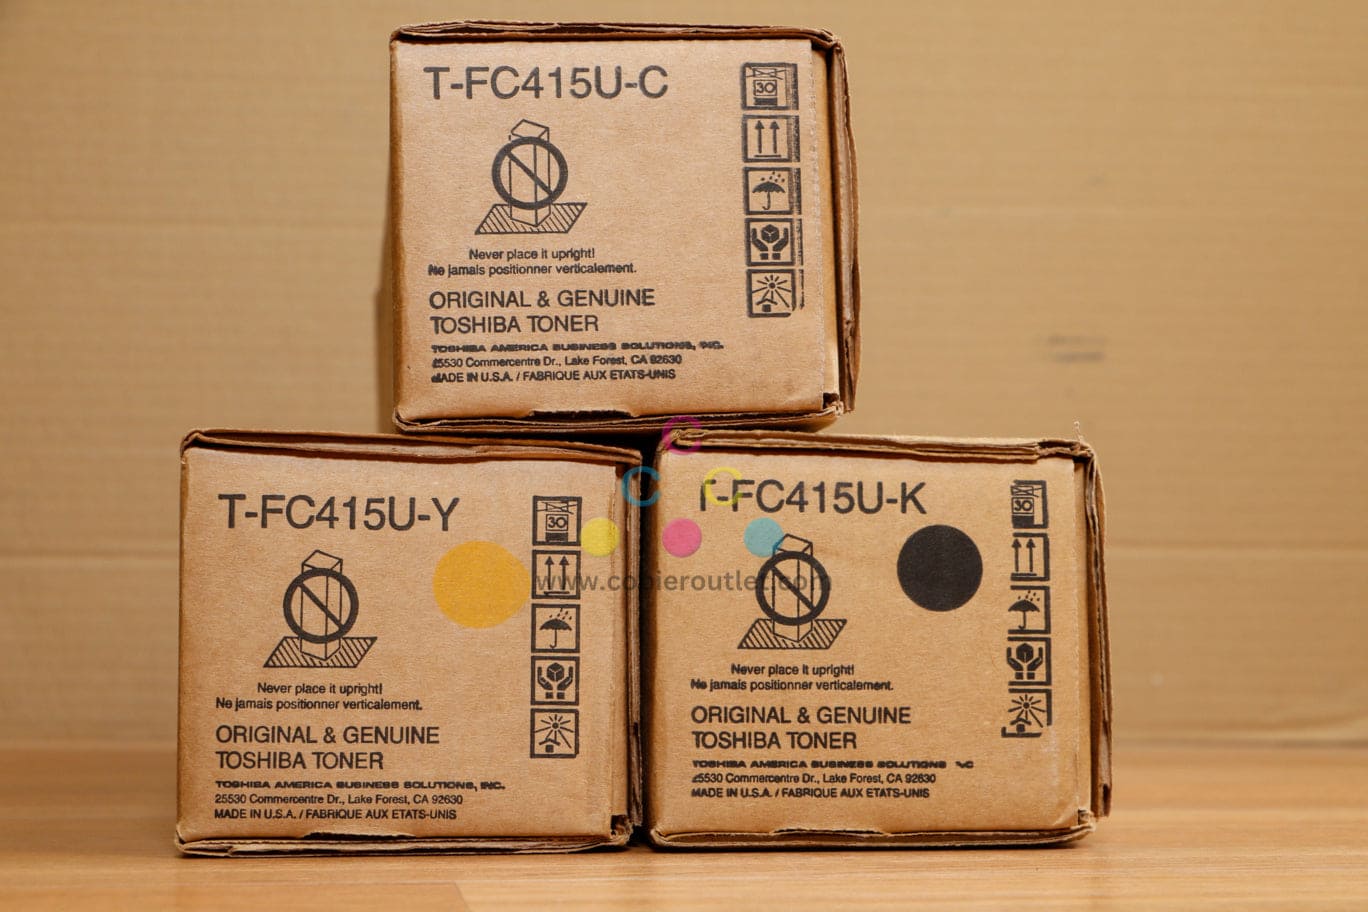 T-FC415U-C
30
Never place it upright!
Ne jamais positionner verticalement.
ORIGINAL & GENUINE
TOSHIBA TONER
TOSHIBA AMERICA BUSINESS SOLUTIONS, INC.
25530 Commercentre Dr., Lake Forest, CA 92630
MADE IN U.S.A. / FABRIQUE AUX ETATS-UNIS
T-FC415U-Y
30
Never place it upright!
Ne jamais positionner verticalement.
ORIGINAL & GENUINE
TOSHIBA TONER
TOSHIBA AMERICA BUSINESS SOLUTIONS, INC.
25530 Commercentre Dr., Lake Forest, CA 92630
MADE IN U.S.A. / FABRIQUE AUX ETATS-UNIS
T-FC415U-K
30
Never place it upright!
Ne jamais positionner verticalement.
ORIGINAL & GENUINE
TOSHIBA TONER
TOSHIBA AMERICA BUSINESS SOLUTIONS
25530 Commercentre Dr., Lake Forest, CA 92630
MADE IN U.S.A. / FABRIQUE AUX ETATS-UNIS
C
C C
www.copieroutlet.com